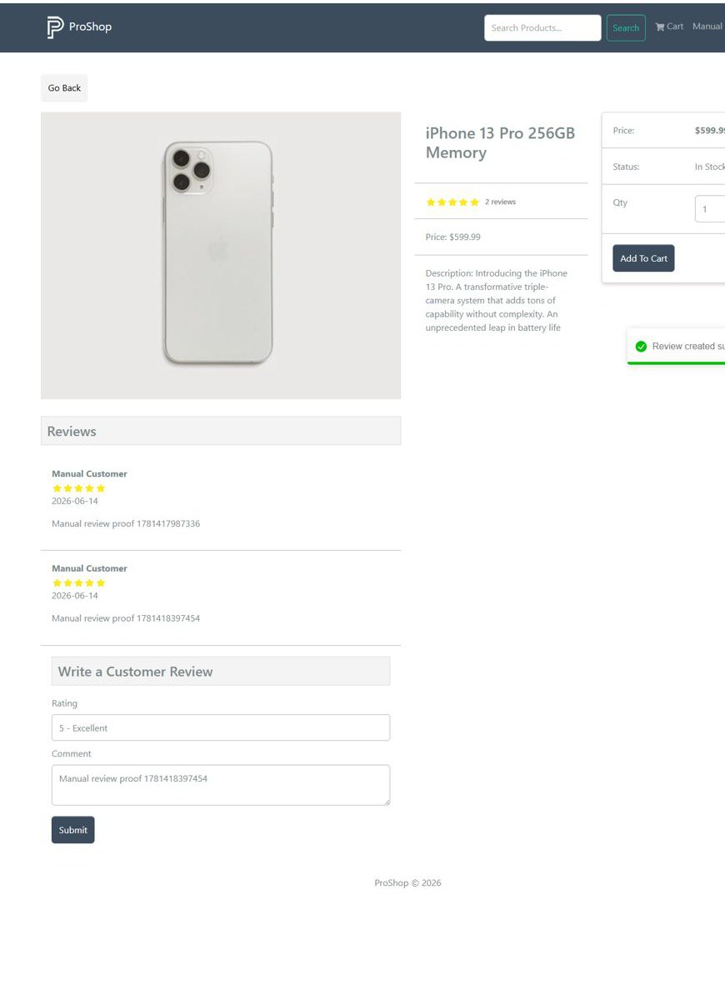 ProShop
Search Products...
Search
Cart
Manual
Go Back
iPhone 13 Pro 256GB
Memory
2 reviews
Price: $599.99
Description: Introducing the iPhone
13 Pro. A transformative triple-
camera system that adds tons of
capability without complexity. An
unprecedented leap in battery life
Price: $599.99
Status: In Stock
Qty 1
Add To Cart
Review created su
Reviews
Manual Customer
2026-06-14
Manual review proof 1781417987336
Manual Customer
2026-06-14
Manual review proof 1781418397454
Write a Customer Review
Rating
5 - Excellent
Comment
Manual review proof 1781418397454
Submit
ProShop © 2026